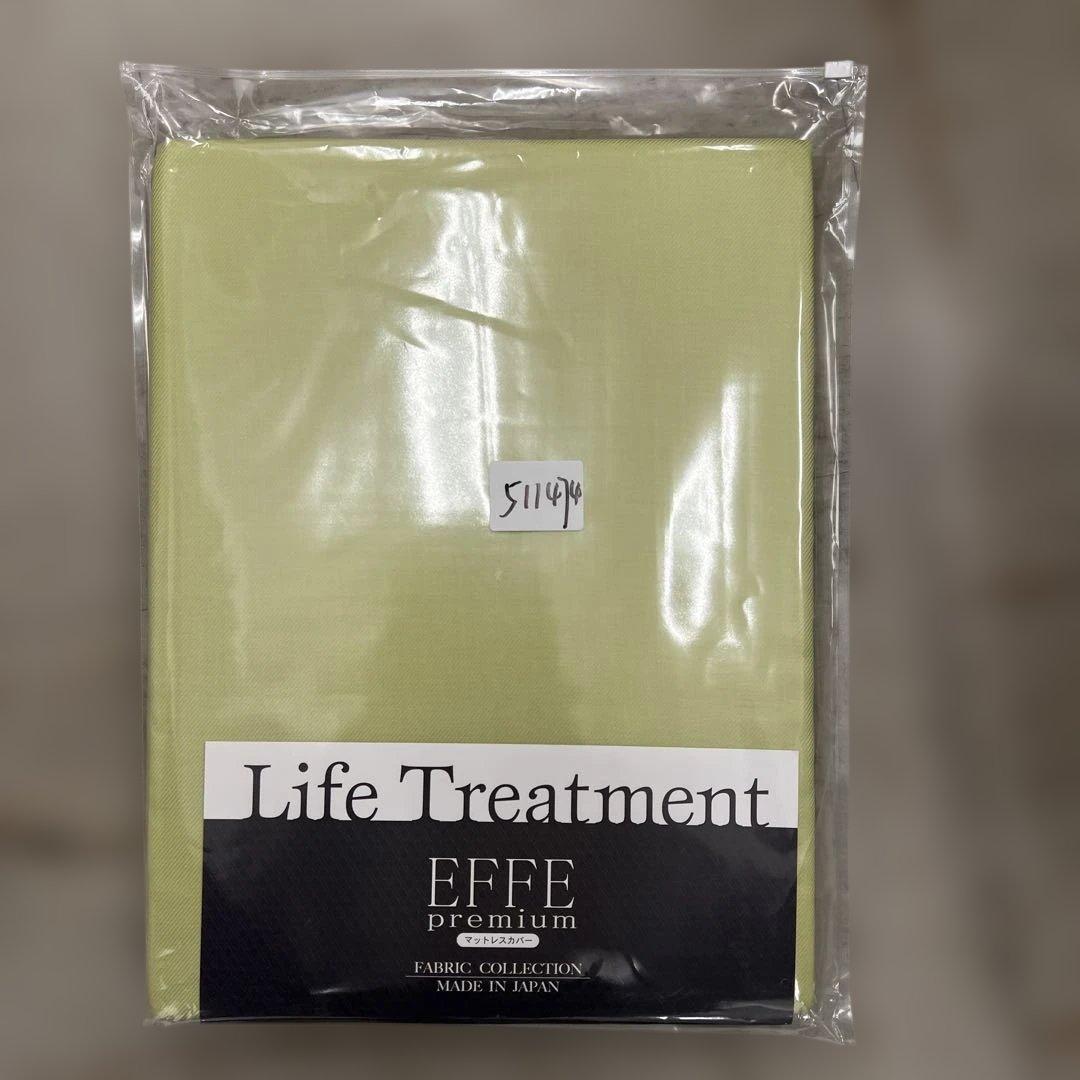 511474
Life Treatment
EFFE
premium
マットレスカバー
FABRIC COLLECTION
MADE IN JAPAN